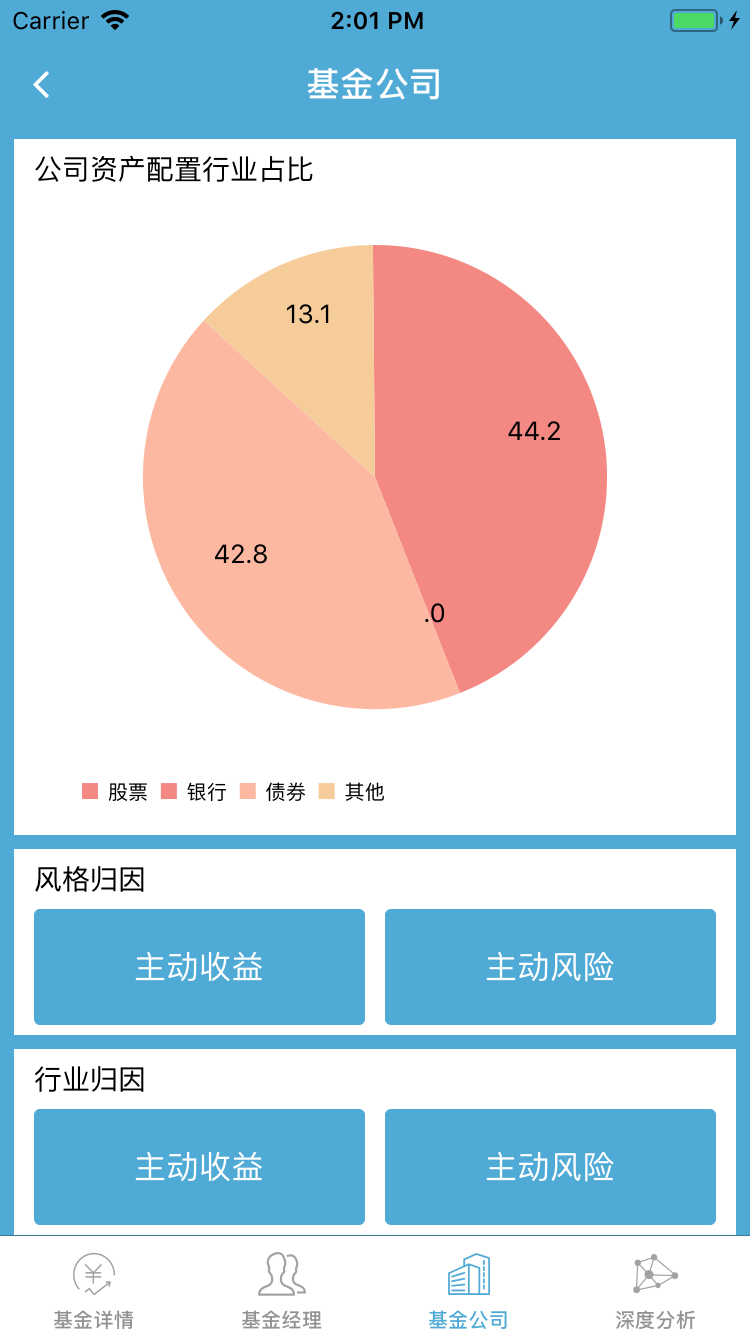 Carrier 2:01 PM
基金公司
公司资产配置行业占比
13.1
44.2
42.8
.0
股票 银行 债券 其他
风格归因
主动收益 主动风险
行业归因
主动收益 主动风险
基金详情 基金经理 基金公司 深度分析